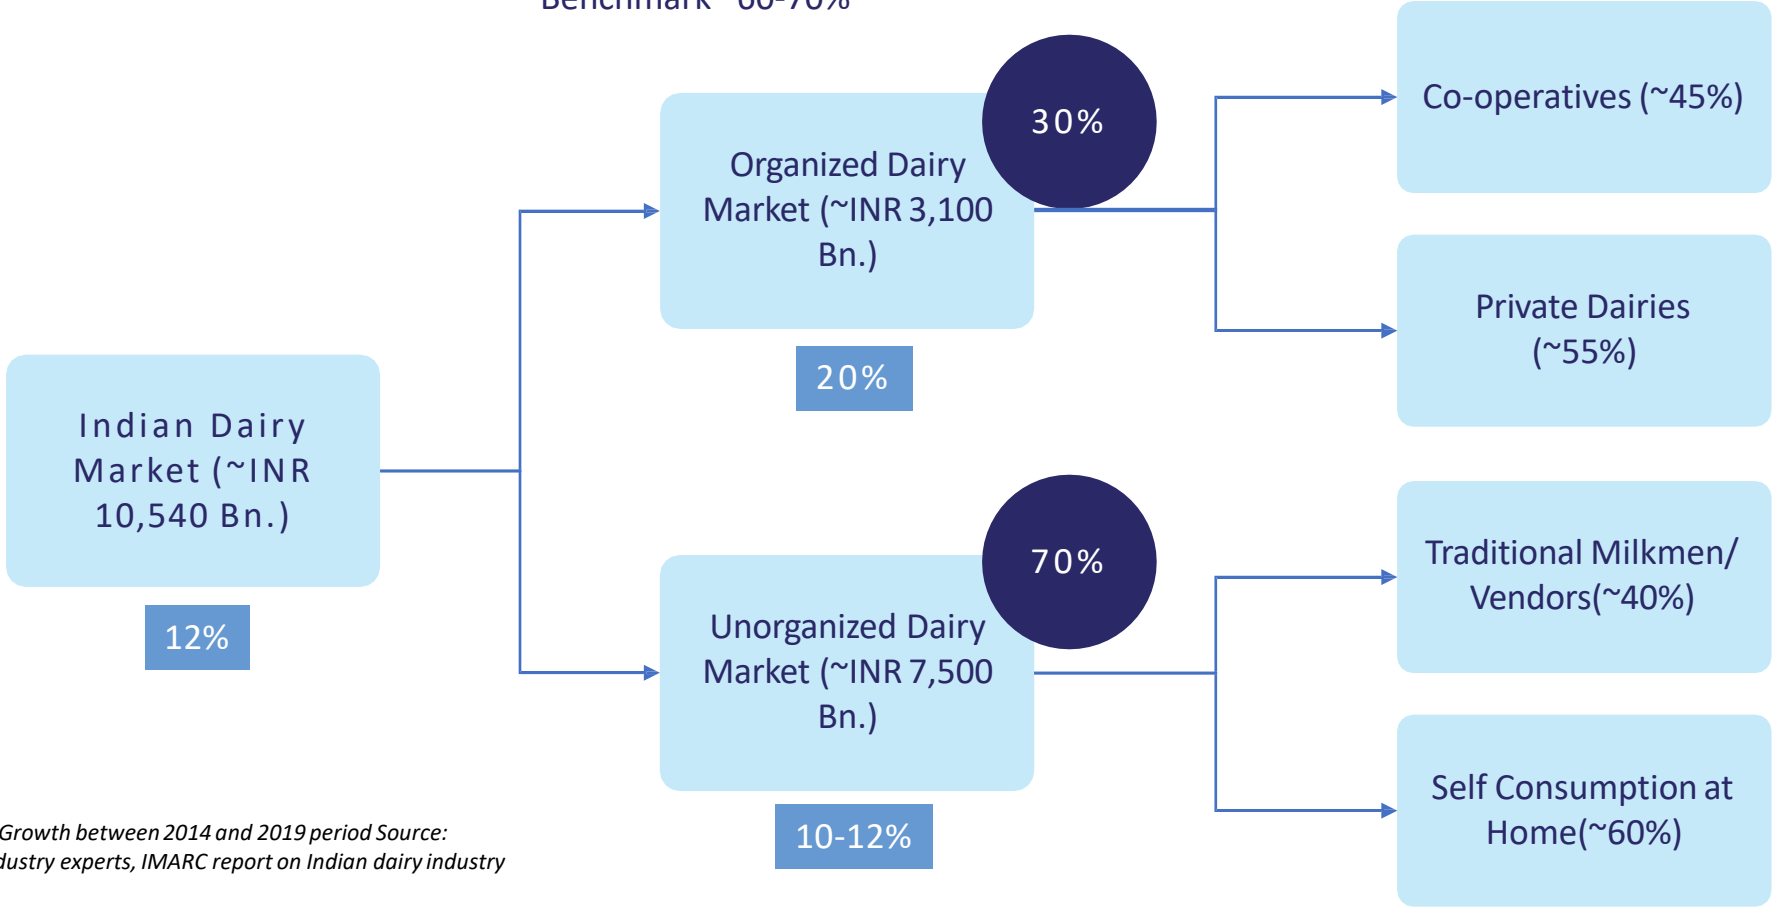 Benchmark ~60-70%
30%
Organized Dairy
Market (~INR 3,100
Bn.)
20%
Co-operatives (~45%)
Private Dairies
(~55%)
Indian Dairy
Market (~INR
10,540 Bn.)
12%
70%
Unorganized Dairy
Market (~INR 7,500
Bn.)
10-12%
Traditional Milkmen/
Vendors(~40%)
Self Consumption at
Home(~60%)
Growth between 2014 and 2019 period Source:
dustry experts, IMARC report on Indian dairy industry